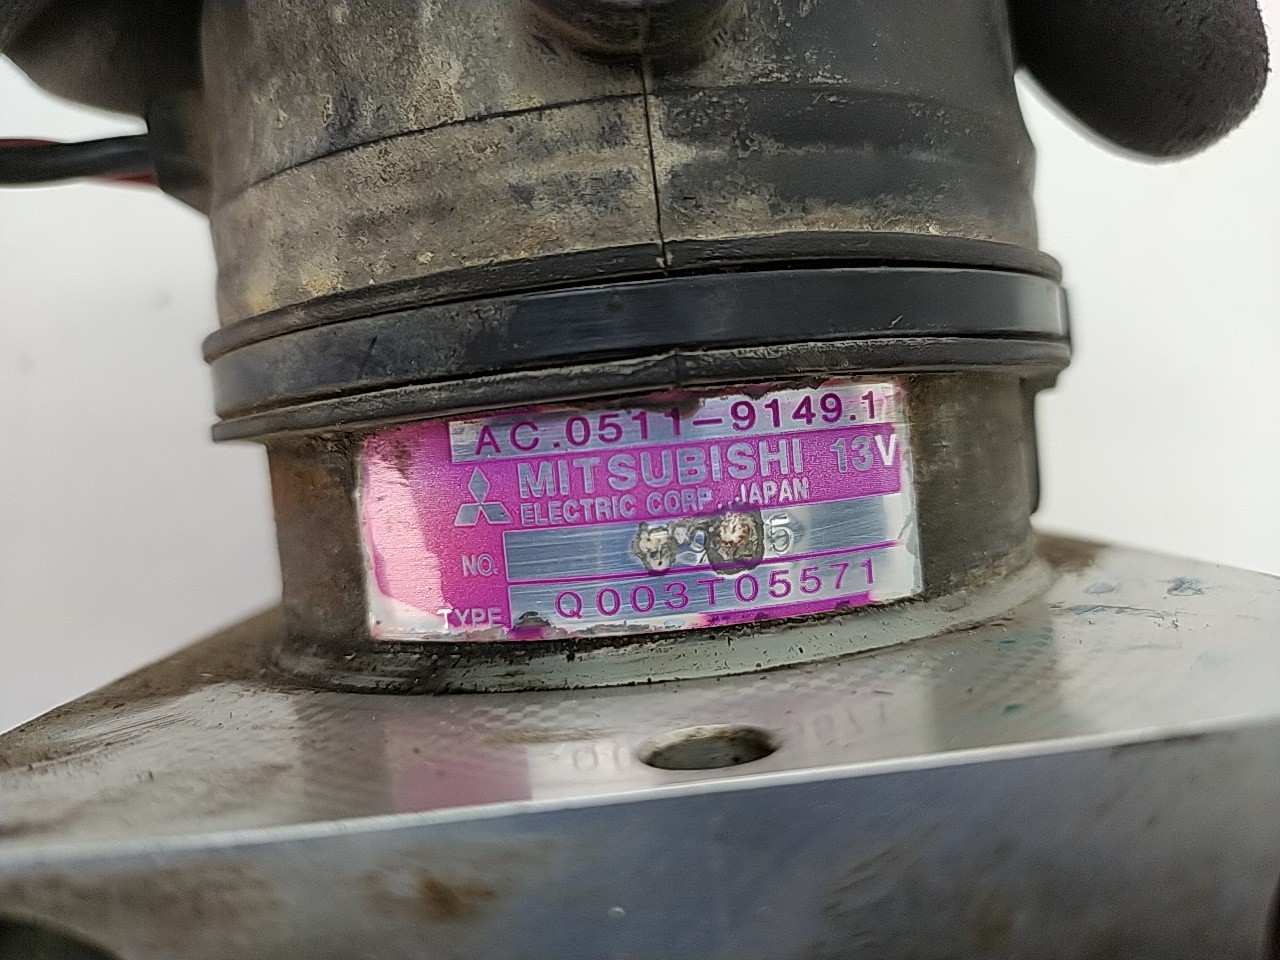 AC.0511-9149.1
MITSUBISHI 13V
ELECTRIC CORP. JAPAN
NO.
TYPE Q003T05571